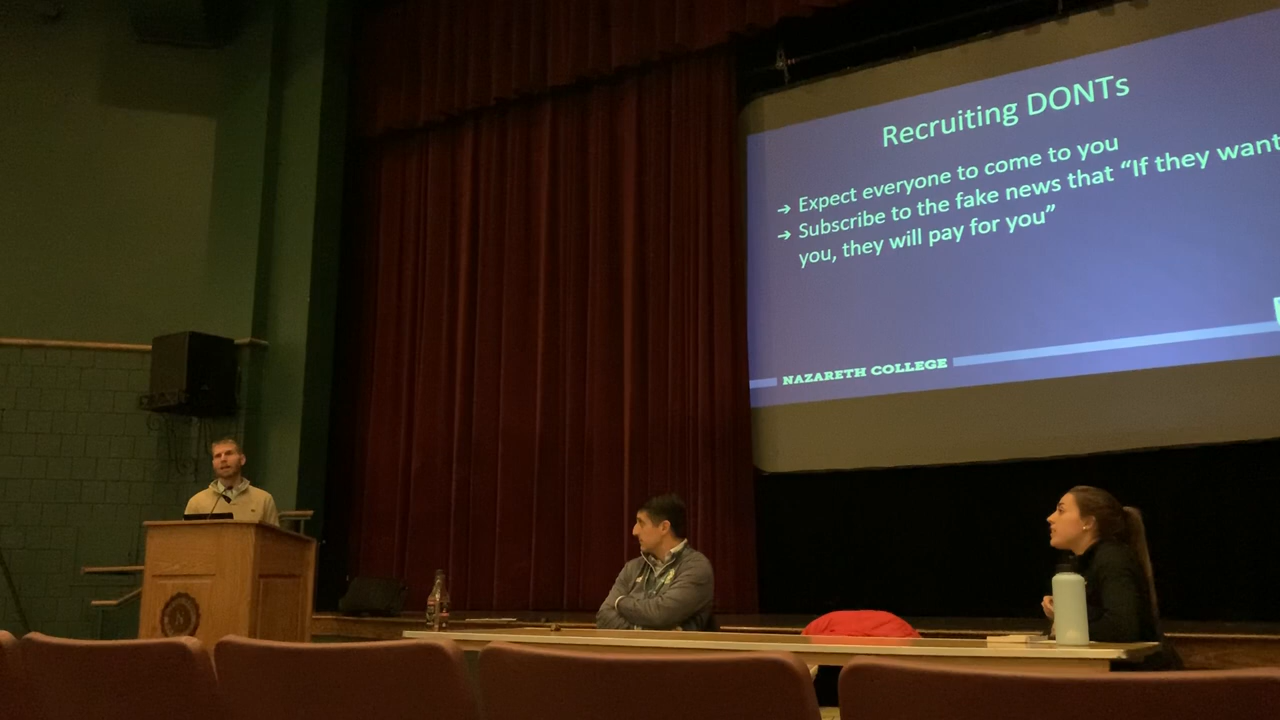 Recruiting DONTs
➔ Expect everyone to come to you
➔ Subscribe to the fake news that “If they want
you, they will pay for you”
NAZARETH COLLEGE
N